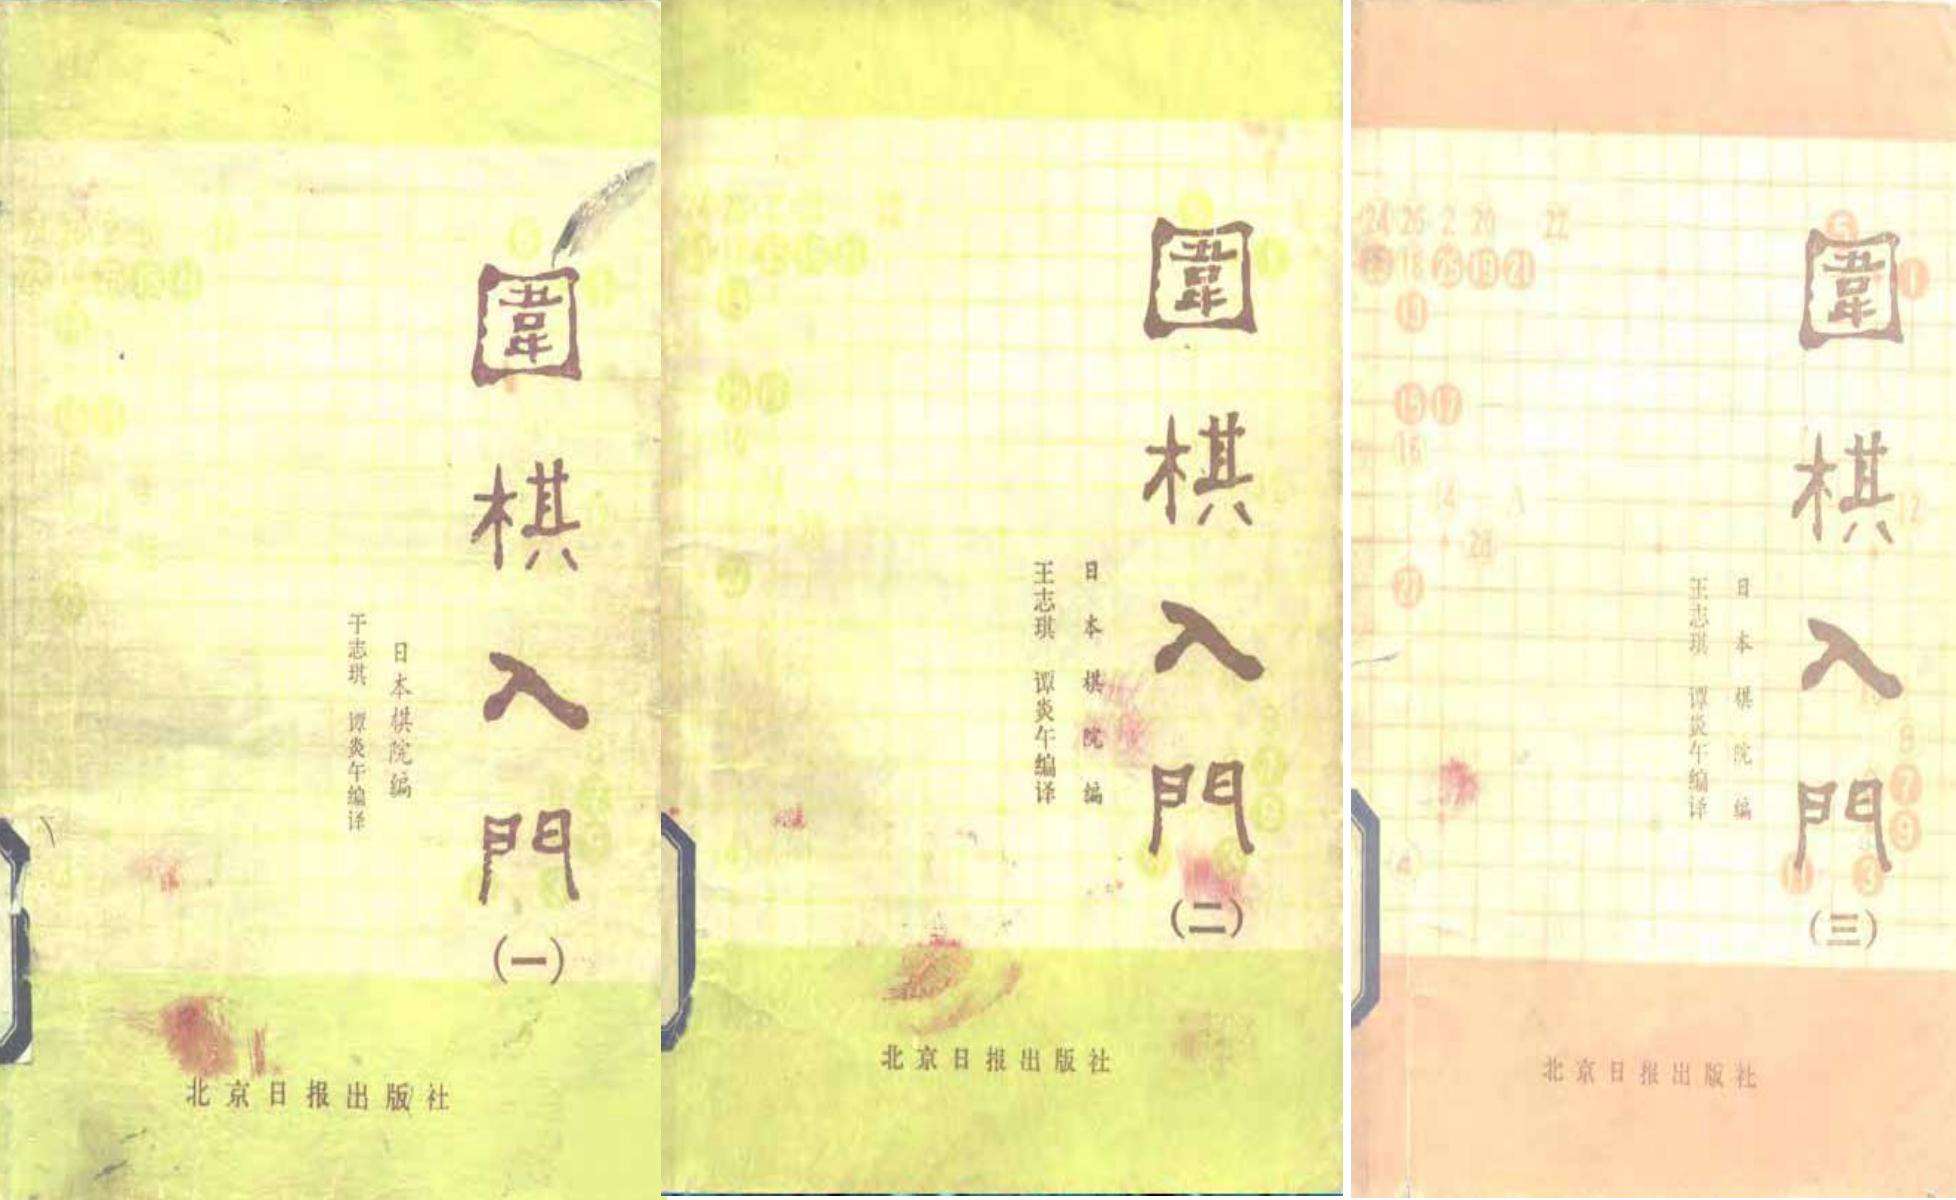 圍棋入門
(一)
日本棋院编
于志琪 谭炎午编译
北京日报出版社
圍棋入門
(二)
日本棋院编
王志琪 谭炎午编译
北京日报出版社
圍棋入門
(三)
日本棋院编
王志琪 谭炎午编译
24 26 2 20 22 5
18 25 19 21 1
13
15 17
16
14 12
28
27
8
7
9
4 11 3
北京日报出版社